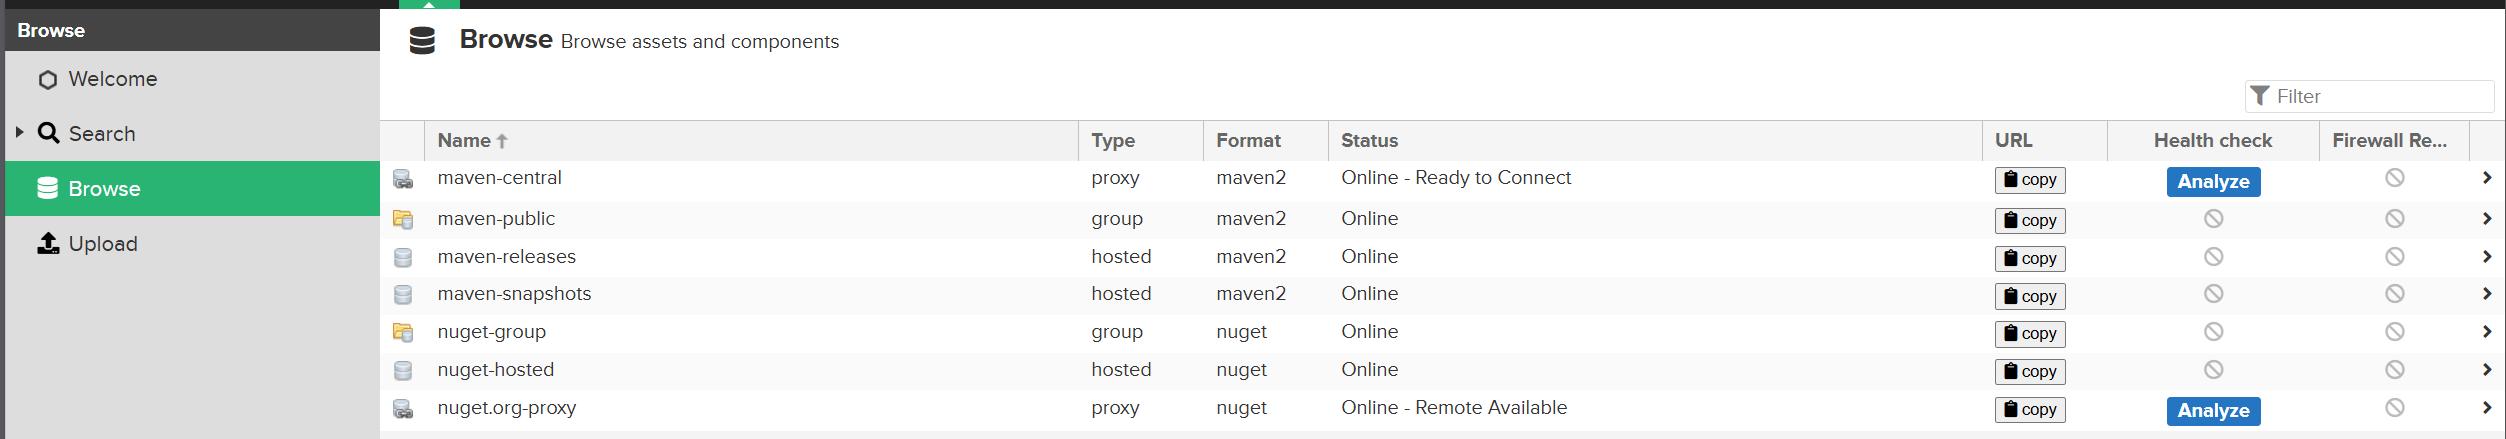 Browse
Welcome
Search
Browse
Upload
Browse Browse assets and components
Filter
Name Type Format Status URL Health check Firewall Re...
maven-central proxy maven2 Online - Ready to Connect copy Analyze
maven-public group maven2 Online copy
maven-releases hosted maven2 Online copy
maven-snapshots hosted maven2 Online copy
nuget-group group nuget Online copy
nuget-hosted hosted nuget Online copy
nuget.org-proxy proxy nuget Online - Remote Available copy Analyze